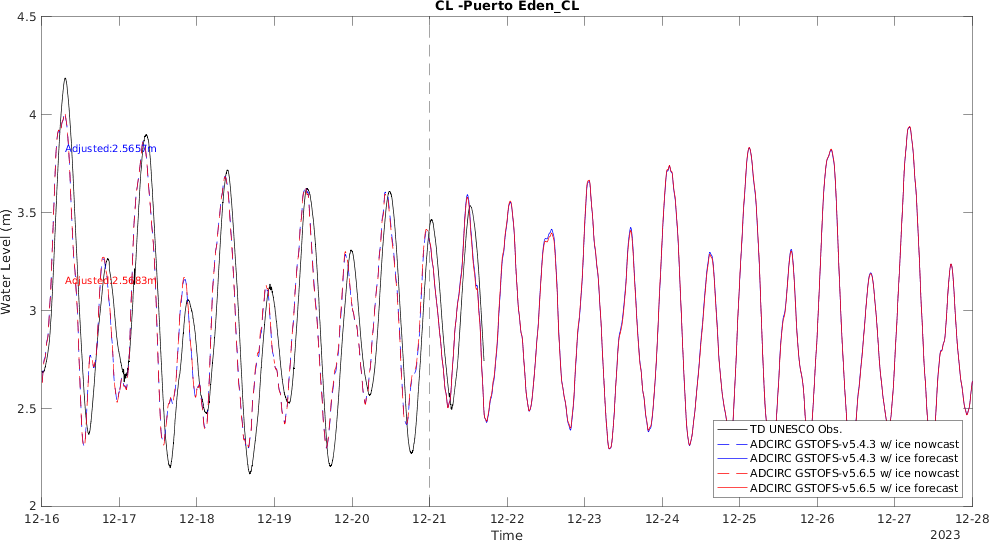 CL -Puerto Eden_CL
4.5
4
3.5
3
2.5
2
Water Level (m)
Adjusted:2.5657m
Adjusted:2.5683m
TD UNESCO Obs.
ADCIRC GSTOFS-v5.4.3 w/ ice nowcast
ADCIRC GSTOFS-v5.4.3 w/ ice forecast
ADCIRC GSTOFS-v5.6.5 w/ ice nowcast
ADCIRC GSTOFS-v5.6.5 w/ ice forecast
12-16 12-17 12-18 12-19 12-20 12-21 12-22 12-23 12-24 12-25 12-26 12-27 12-28
Time
2023